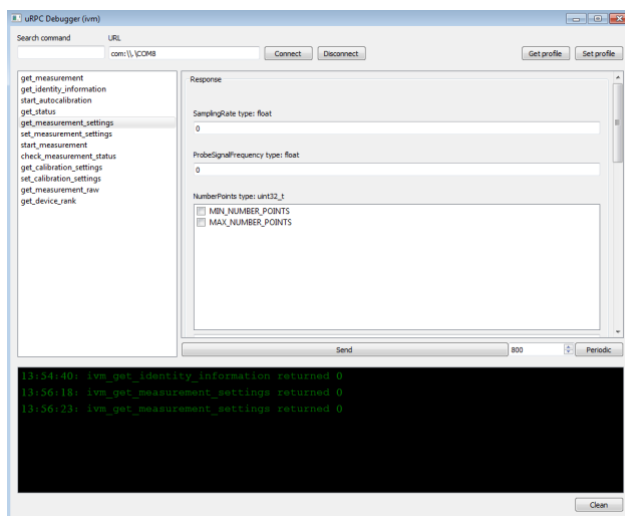 uRPC Debugger (ivm)
Search command URL
com:\\.\COM8 Connect Disconnect Get profile Set profile
get_measurement
get_identity_information
start_autocalibration
get_status
get_measurement_settings
set_measurement_settings
start_measurement
check_measurement_status
get_calibration_settings
set_calibration_settings
get_measurement_raw
get_device_rank
Response
SamplingRate type: float
0
ProbeSignalFrequency type: float
0
NumberPoints type: uint32_t
MIN_NUMBER_POINTS
MAX_NUMBER_POINTS
Send 800 Periodic
13:54:40: ivm_get_identity_information returned 0
13:56:18: ivm_get_measurement_settings returned 0
13:56:23: ivm_get_measurement_settings returned 0
Clean